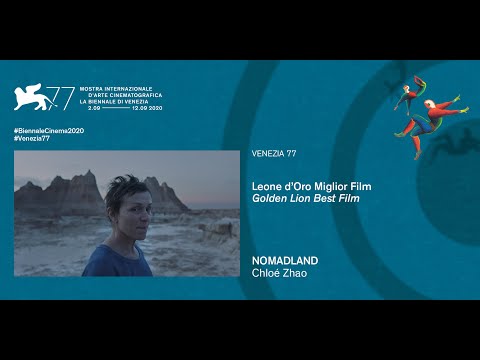 77
MOSTRA INTERNAZIONALE
D'ARTE CINEMATOGRAFICA
LA BIENNALE DI VENEZIA
2.09 12.09 2020
#BiennaleCinema2020
#Venezia77
VENEZIA 77
Leone d'Oro Miglior Film
Golden Lion Best Film
NOMADLAND
Chloé Zhao